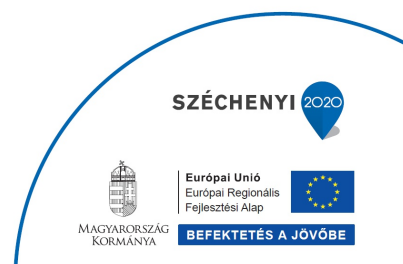 SZÉCHENYI 2020
Európai Unió
Európai Regionális
Fejlesztési Alap
MAGYARORSZÁG
KORMÁNYA
BEFEKTETÉS A JÖVŐBE